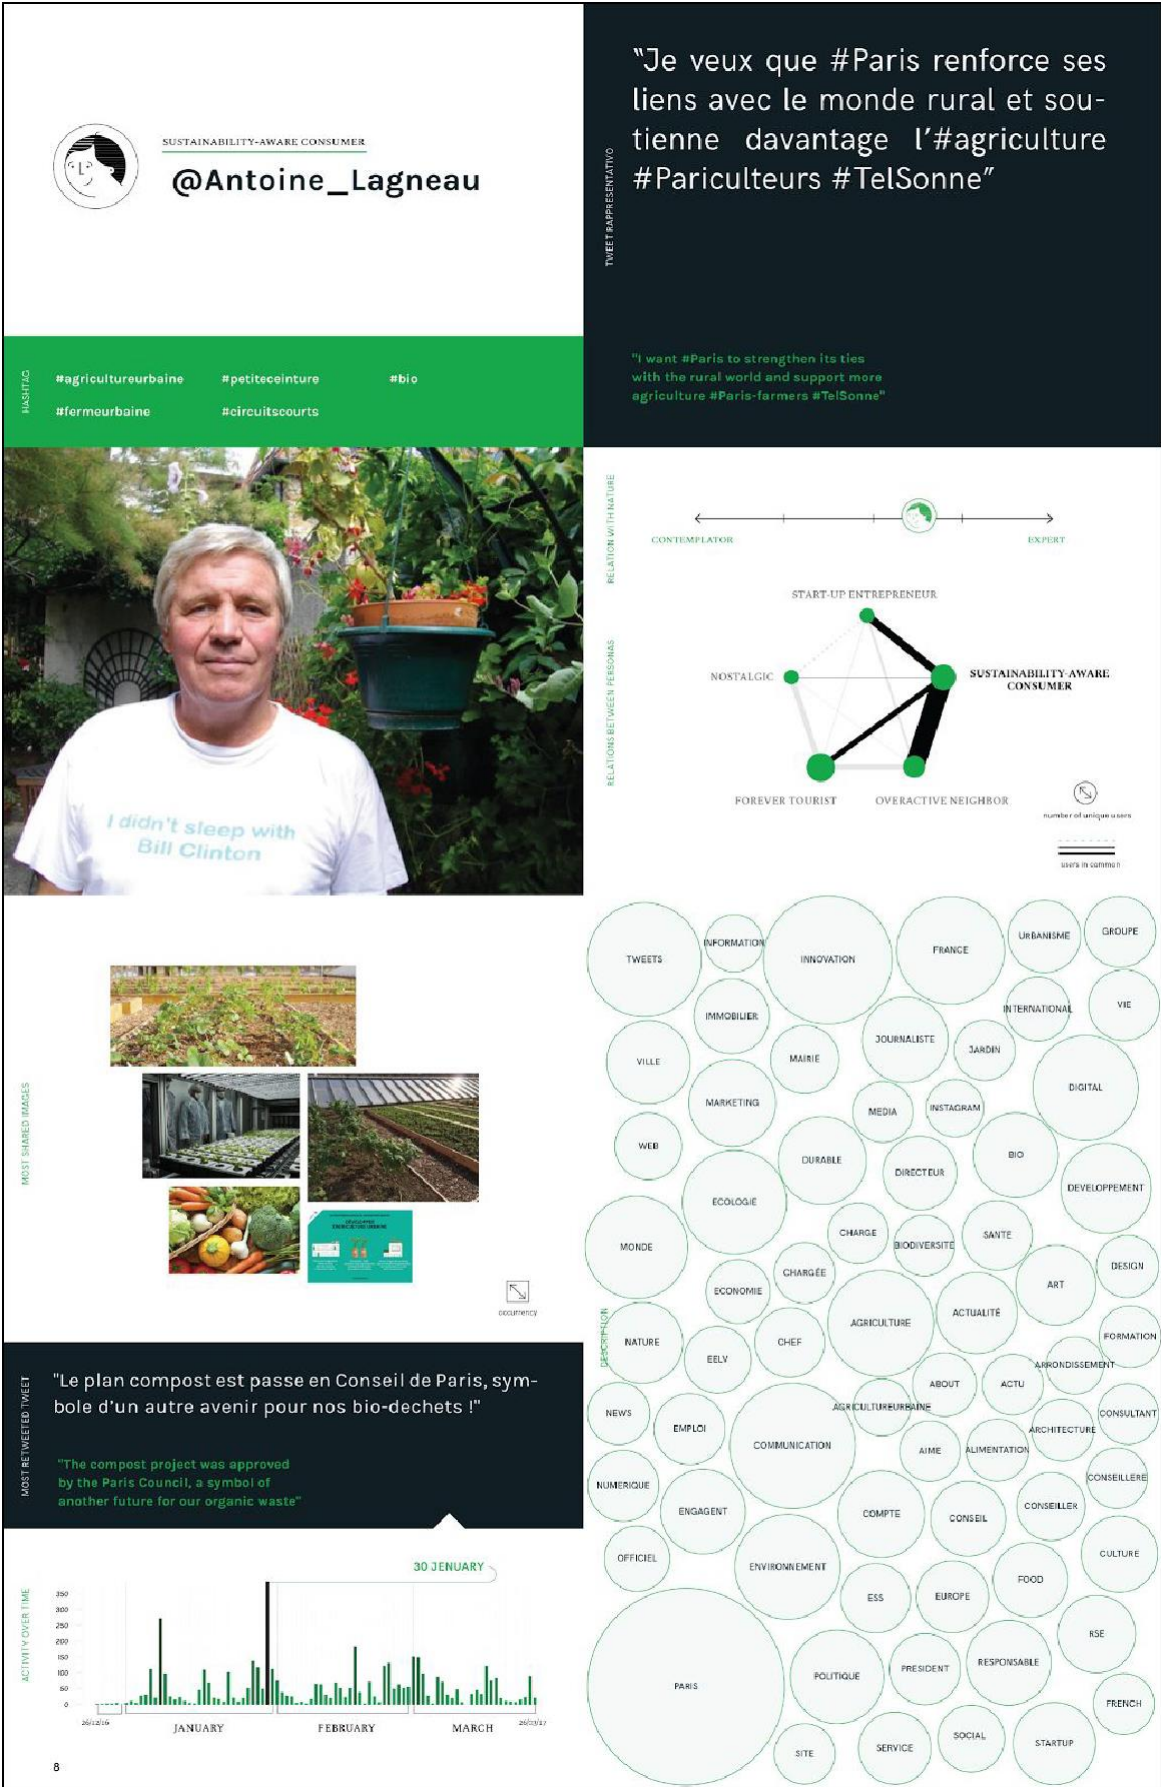 SUSTAINABILITY-AWARE CONSUMER
@Antoine_Lagneau
TWEET RAPPRESENTATIVO
"Je veux que #Paris renforce ses
liens avec le monde rural et sou-
tienne davantage l'#agriculture
#Pariculteurs #TelSonne"
"I want #Paris to strengthen its ties
with the rural world and support more
agriculture #Paris-farmers #TelSonne"
HASHTAG
#agricultureurbaine #petiteceinture #bio
#fermeurbaine #circuitscourts
I didn't sleep with
Bill Clinton
RELATION WITH NATURE
CONTEMPLATOR EXPERT
RELATIONS BETWEEN PERSONAS
START-UP ENTREPRENEUR
NOSTALGIC
SUSTAINABILITY-AWARE
CONSUMER
FOREVER TOURIST OVERACTIVE NEIGHBOR
number of unique users
users in common
MOST SHARED IMAGES
occurrency
MOST RETWEETED TWEET
"Le plan compost est passe en Conseil de Paris, sym-
bole d'un autre avenir pour nos bio-dechets !"
"The compost project was approved
by the Paris Council, a symbol of
another future for our organic waste"
ACTIVITY OVER TIME
30 JENUARY
350
300
250
200
150
100
50
0
26/12/16 26/03/17
JANUARY FEBRUARY MARCH
8
DESCRIPTION
TWEETS
INFORMATION
INNOVATION
FRANCE
URBANISME
GROUPE
IMMOBILIER
INTERNATIONAL
VIE
VILLE
MAIRIE
JOURNALISTE
JARDIN
DIGITAL
MARKETING
MEDIA
INSTAGRAM
WEB
DURABLE
DIRECTEUR
BIO
DEVELOPPEMENT
ECOLOGIE
MONDE
CHARGE
BIODIVERSITE
SANTE
CHARGÉE
DESIGN
ECONOMIE
ART
AGRICULTURE
ACTUALITÉ
NATURE
EELV
CHEF
FORMATION
ARRONDISSEMENT
ABOUT
ACTU
NEWS
EMPLOI
AGRICULTUREURBAINE
ARCHITECTURE
CONSULTANT
COMMUNICATION
AIME
ALIMENTATION
NUMERIQUE
ENGAGENT
COMPTE
CONSEIL
CONSEILLER
CONSEILLERE
OFFICIEL
ENVIRONNEMENT
CULTURE
FOOD
ESS
EUROPE
RSE
PARIS
POLITIQUE
PRESIDENT
RESPONSABLE
FRENCH
SITE
SERVICE
SOCIAL
STARTUP